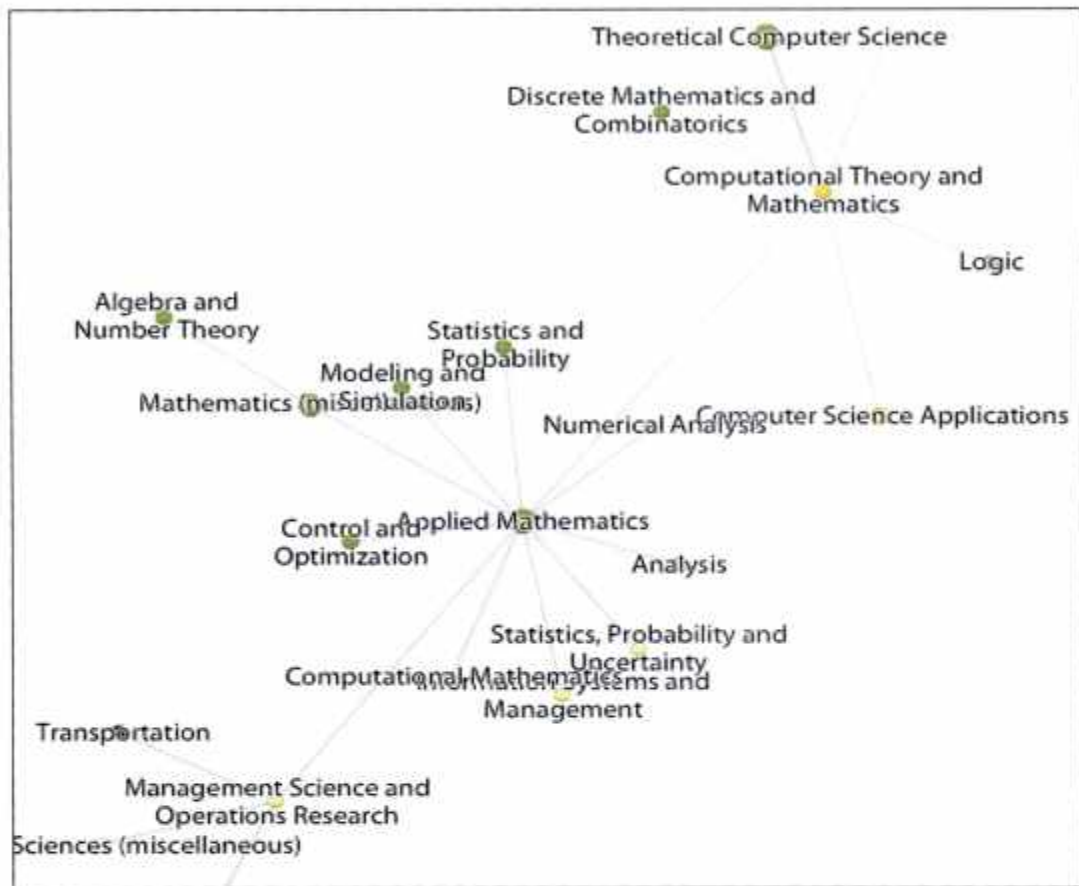 Theoretical Computer Science
Discrete Mathematics and
Combinatorics
Computational Theory and
Mathematics
Logic
Algebra and
Number Theory
Statistics and
Probability
Modeling and
Simulation
Mathematics
Numerical Analysis
Computer Science Applications
Applied Mathematics
Control and
Optimization
Analysis
Statistics, Probability and
Uncertainty
Computational Mathematics
Systems and
Management
Transportation
Management Science and
Operations Research
Sciences (miscellaneous)